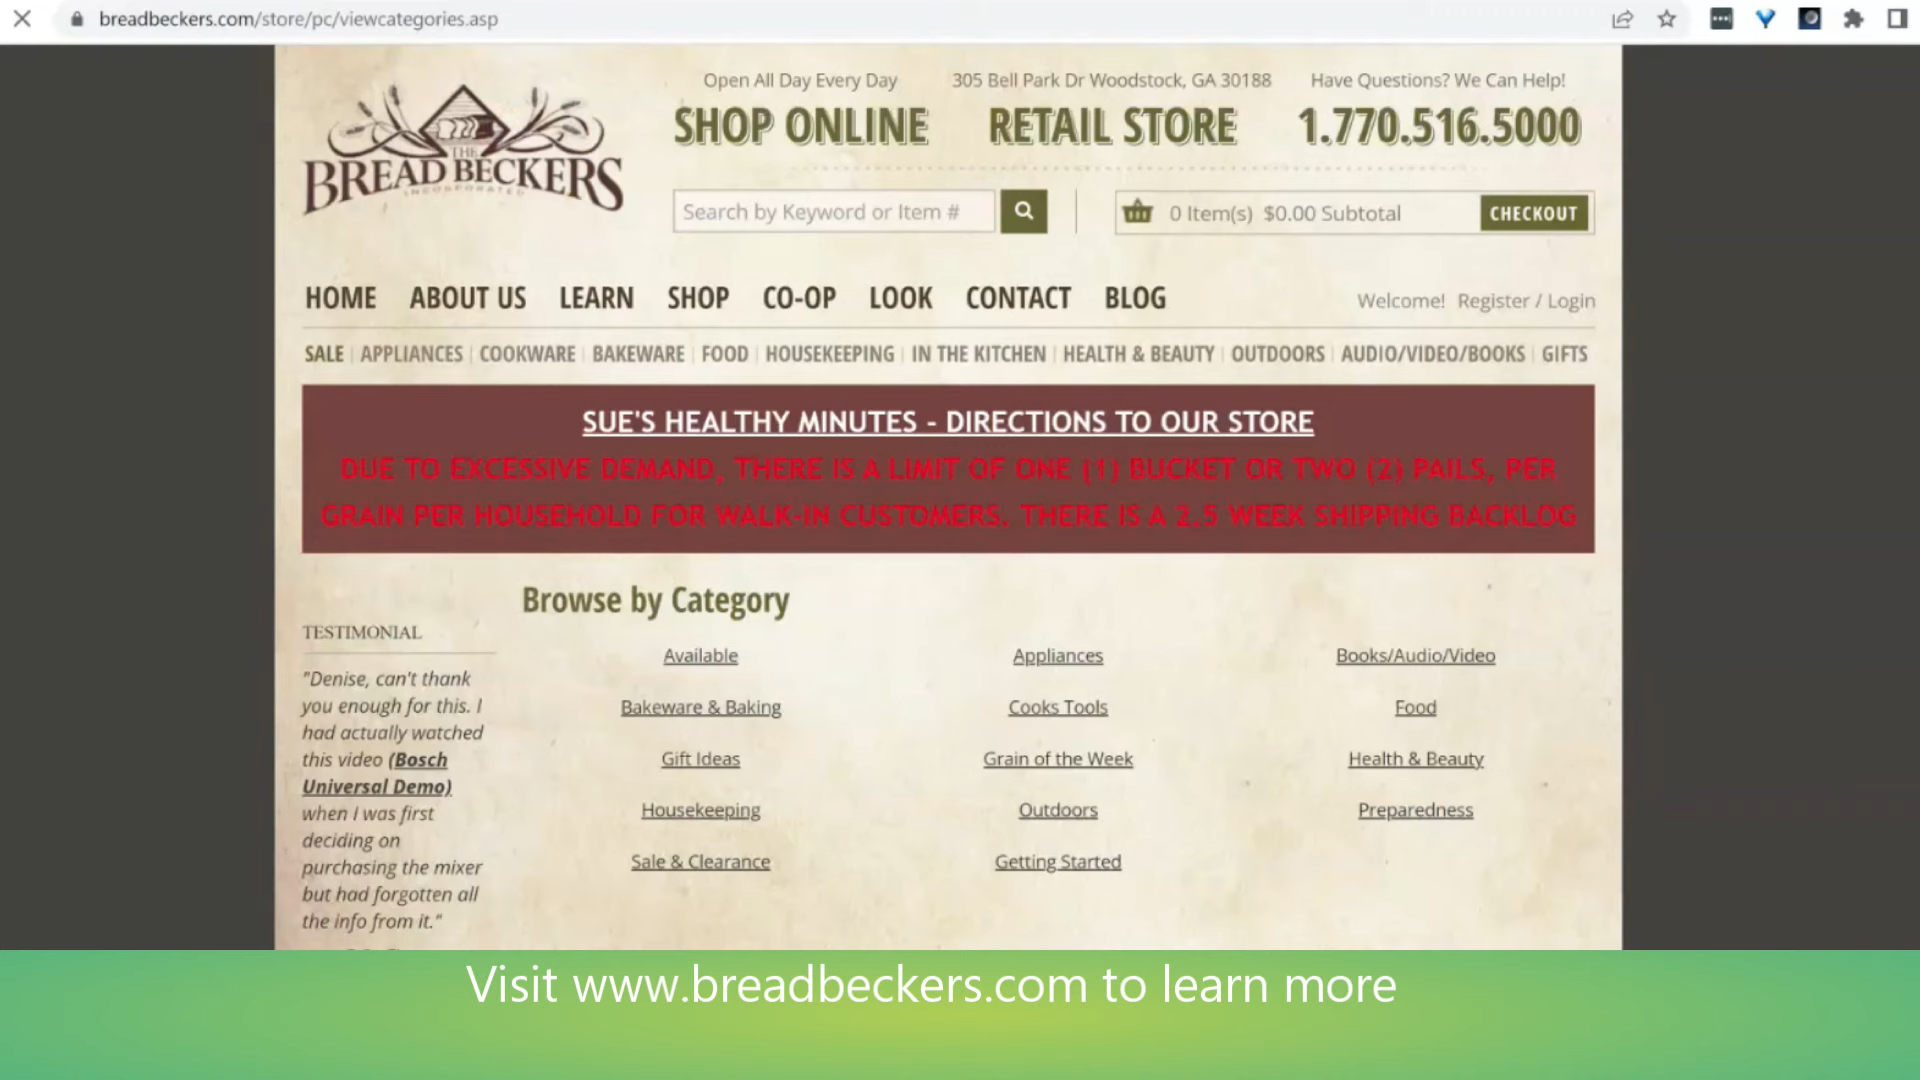 breadbeckers.com/store/pc/viewcategories.asp
Open All Day Every Day
SHOP ONLINE
305 Bell Park Dr Woodstock, GA 30188
RETAIL STORE
Have Questions? We Can Help!
1.770.516.5000
THE
BREAD BECKERS
INCORPORATED
Search by Keyword or Item #
0 Item(s) $0.00 Subtotal
CHECKOUT
HOME ABOUT US LEARN SHOP CO-OP LOOK CONTACT BLOG
Welcome! Register / Login
SALE | APPLIANCES | COOKWARE | BAKEWARE | FOOD | HOUSEKEEPING | IN THE KITCHEN | HEALTH & BEAUTY | OUTDOORS | AUDIO/VIDEO/BOOKS | GIFTS
SUE'S HEALTHY MINUTES - DIRECTIONS TO OUR STORE
DUE TO EXCESSIVE DEMAND, THERE IS A LIMIT OF ONE (1) BUCKET OR TWO (2) PAILS, PER
GRAIN PER HOUSEHOLD FOR WALK-IN CUSTOMERS. THERE IS A 2.5 WEEK SHIPPING BACKLOG
TESTIMONIAL
"Denise, can't thank
you enough for this. I
had actually watched
this video (Bosch
Universal Demo)
when I was first
deciding on
purchasing the mixer
but had forgotten all
the info from it."
Browse by Category
Available Appliances Books/Audio/Video
Bakeware & Baking Cooks Tools Food
Gift Ideas Grain of the Week Health & Beauty
Housekeeping Outdoors Preparedness
Sale & Clearance Getting Started
Visit www.breadbeckers.com to learn more